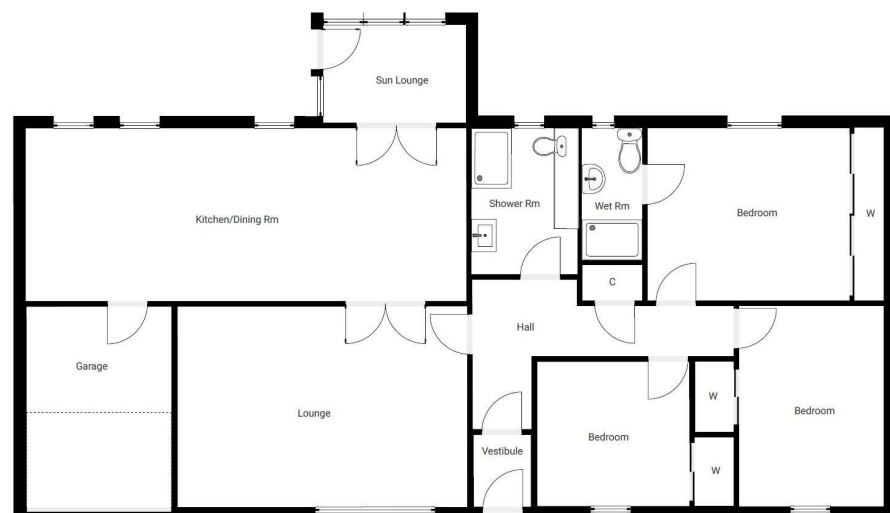 Sun Lounge
Kitchen/Dining Rm
Shower Rm
Wet Rm
Bedroom
W
C
Hall
Garage
Lounge
Vestibule
Bedroom
W
W
Bedroom